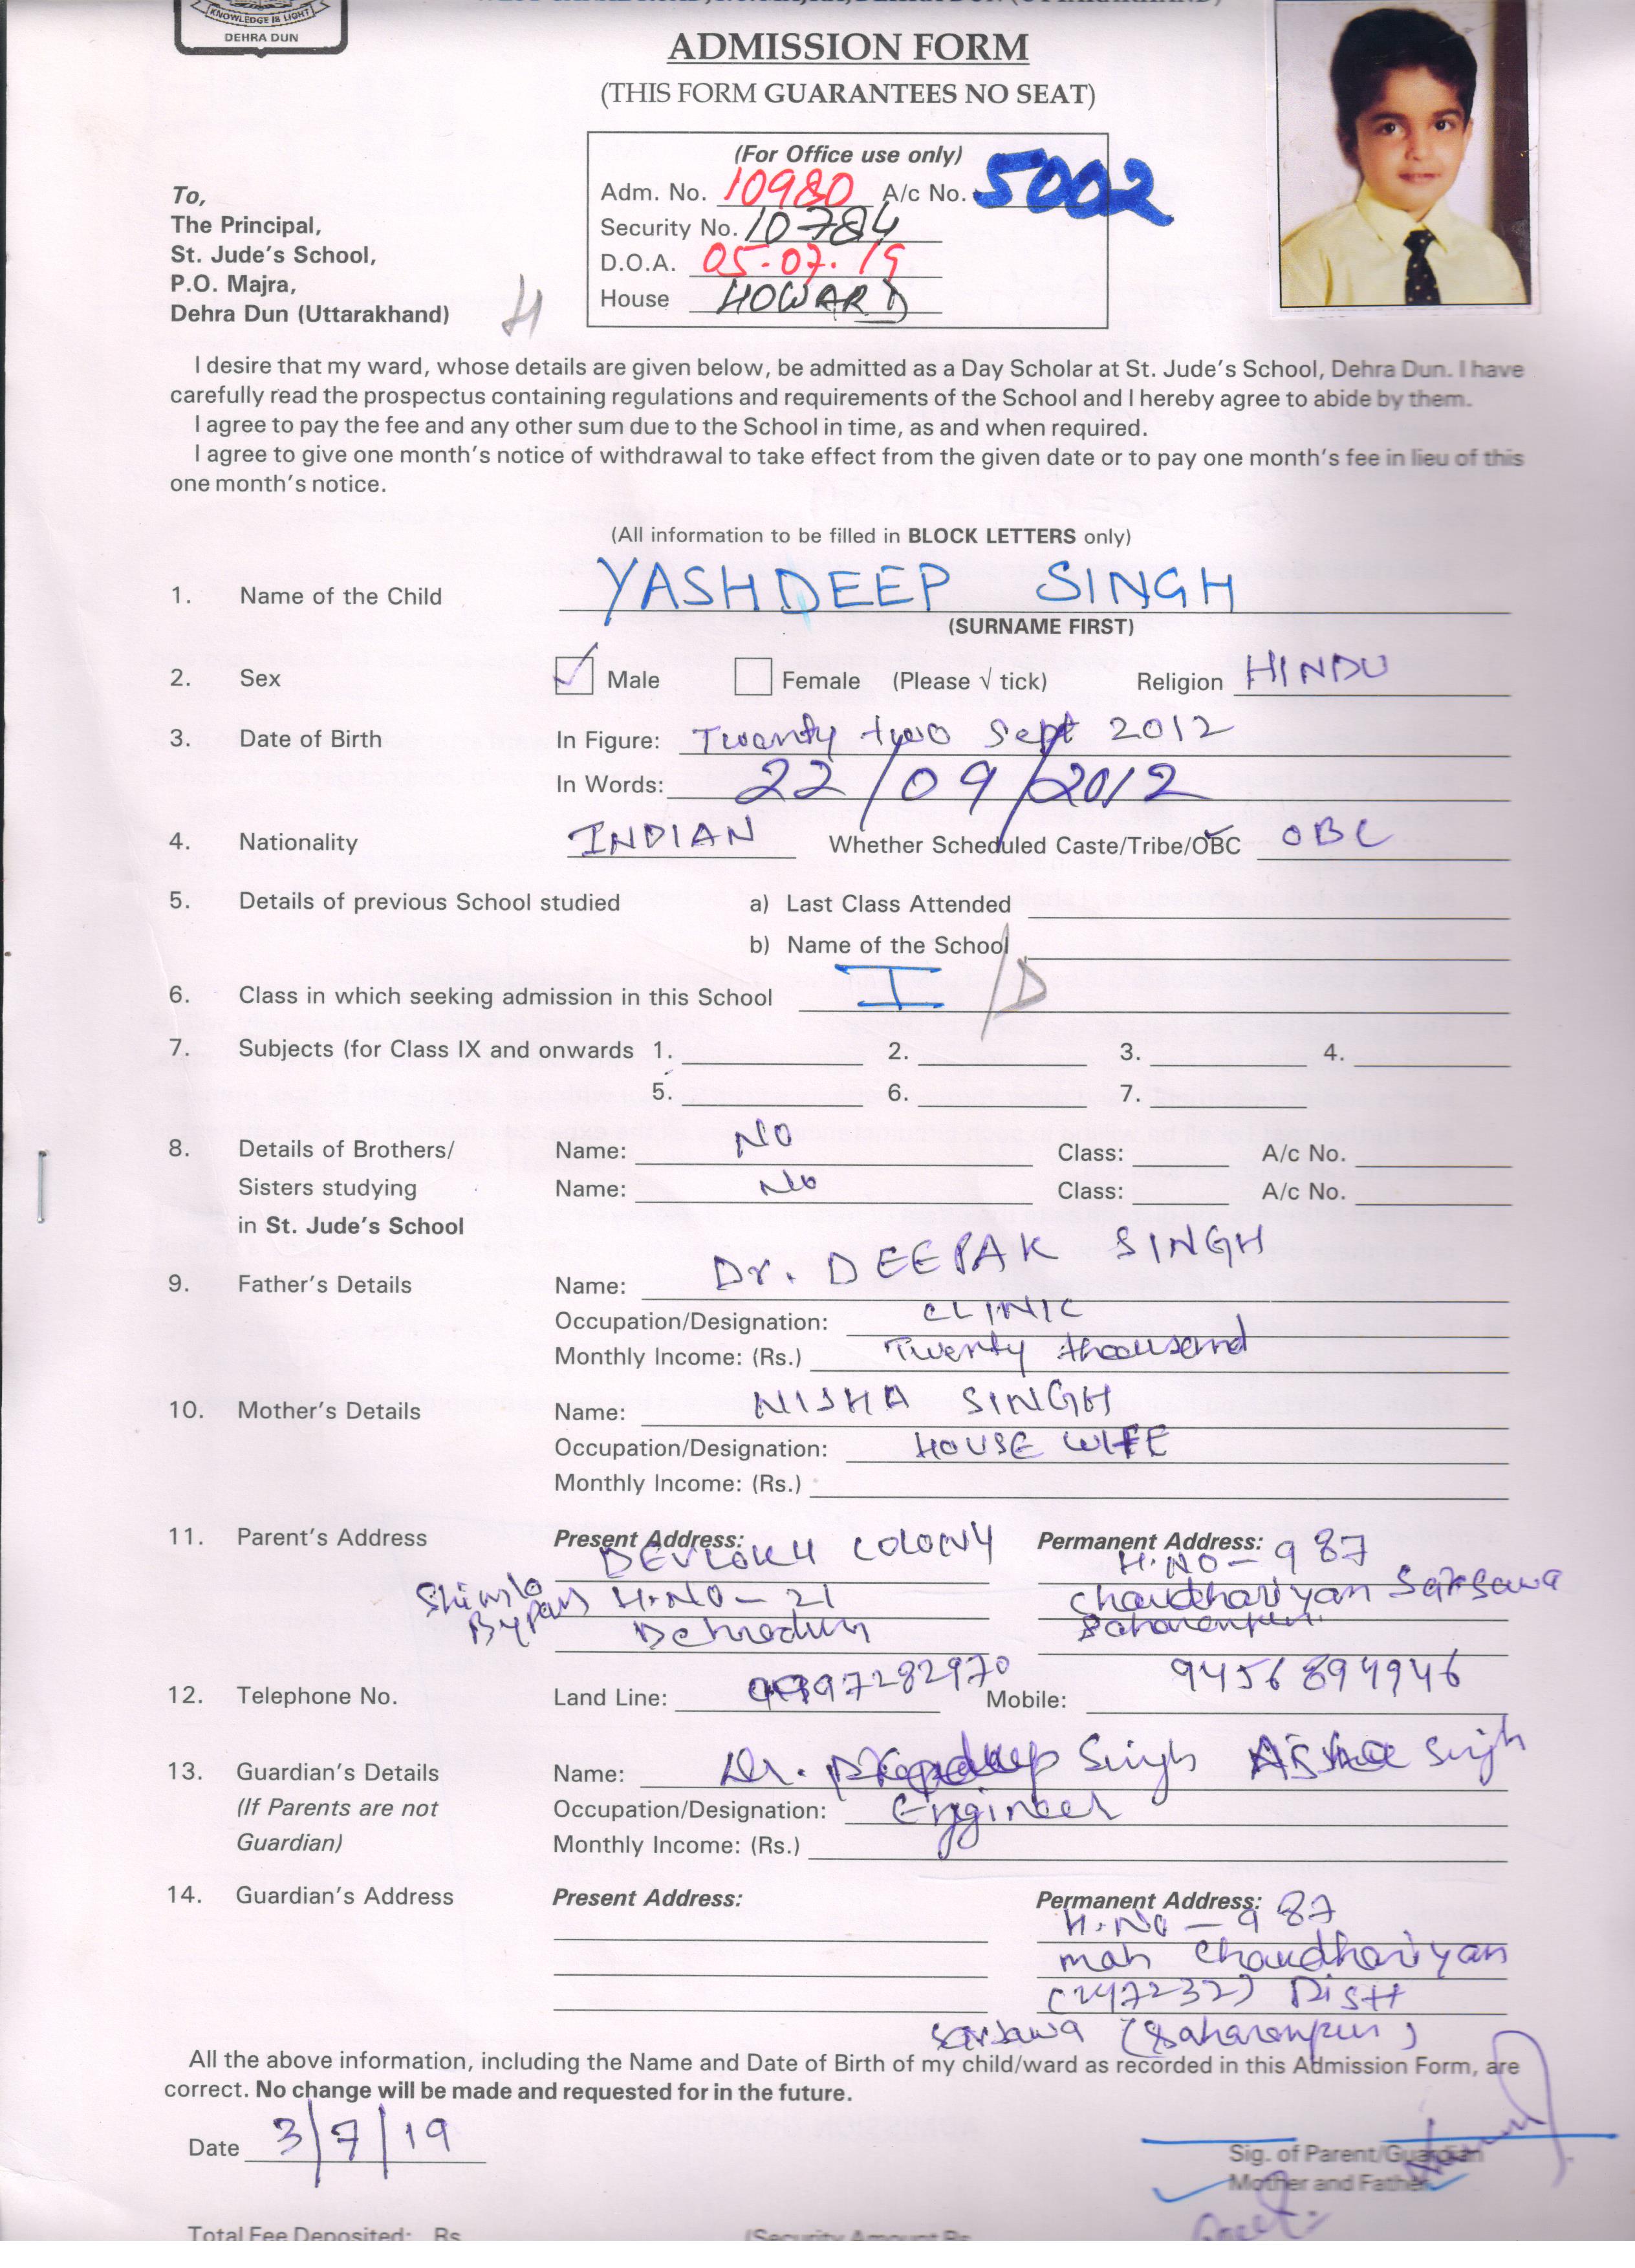 KNOWLEDGE IS LIGHT
DEHRA DUN
ADMISSION FORM
(THIS FORM GUARANTEES NO SEAT)
(For Office use only)
Adm. No. 10980 A/c No. 5002
Security No. 10784
D.O.A. 05.07.19
House HOWARD
To,
The Principal,
St. Jude's School,
P.O. Majra,
Dehra Dun (Uttarakhand)
H
I desire that my ward, whose details are given below, be admitted as a Day Scholar at St. Jude's School, Dehra Dun. I have
carefully read the prospectus containing regulations and requirements of the School and I hereby agree to abide by them.
I agree to pay the fee and any other sum due to the School in time, as and when required.
I agree to give one month's notice of withdrawal to take effect from the given date or to pay one month's fee in lieu of this
one month's notice.
(All information to be filled in BLOCK LETTERS only)
1. Name of the Child YASHDEEP SINGH
(SURNAME FIRST)
2. Sex ✓ Male Female (Please √ tick) Religion HINDU
3. Date of Birth In Figure: Twenty two Sept 2012
In Words: 22/09/2012
4. Nationality INDIAN Whether Scheduled Caste/Tribe/OBC OBC
5. Details of previous School studied a) Last Class Attended
b) Name of the School
6. Class in which seeking admission in this School I /D
7. Subjects (for Class IX and onwards 1. 2. 3. 4.
5. 6. 7.
8. Details of Brothers/ Name: NO Class: A/c No.
Sisters studying Name: No Class: A/c No.
in St. Jude's School
9. Father's Details Name: Dr. DEEPAK SINGH
Occupation/Designation: CLINIC
Monthly Income: (Rs.) Twenty thousand
10. Mother's Details Name: NISHA SINGH
Occupation/Designation: HOUSE WIFE
Monthly Income: (Rs.)
11. Parent's Address Present Address: DEVLOKH COLONY Permanent Address: H.NO-987
Shimla Bypass H.NO-21 Chaudhariyan Sarsawa
Dehradun Saharanpur
12. Telephone No. Land Line: 9997282970 Mobile: 9456894946
13. Guardian's Details Name: Dr. Singh Singh
(If Parents are not Occupation/Designation: Engineer
Guardian) Monthly Income: (Rs.)
14. Guardian's Address Present Address: Permanent Address: H.No-987
moh Chaudhariyan
(247232) Distt
Sarsawa (Saharanpur)
All the above information, including the Name and Date of Birth of my child/ward as recorded in this Admission Form, are
correct. No change will be made and requested for in the future.
Date 3/7/19
Sig. of Parent/Guardian
Mother and Father
Total Fee Deposited: Rs
(Security Amount Rs